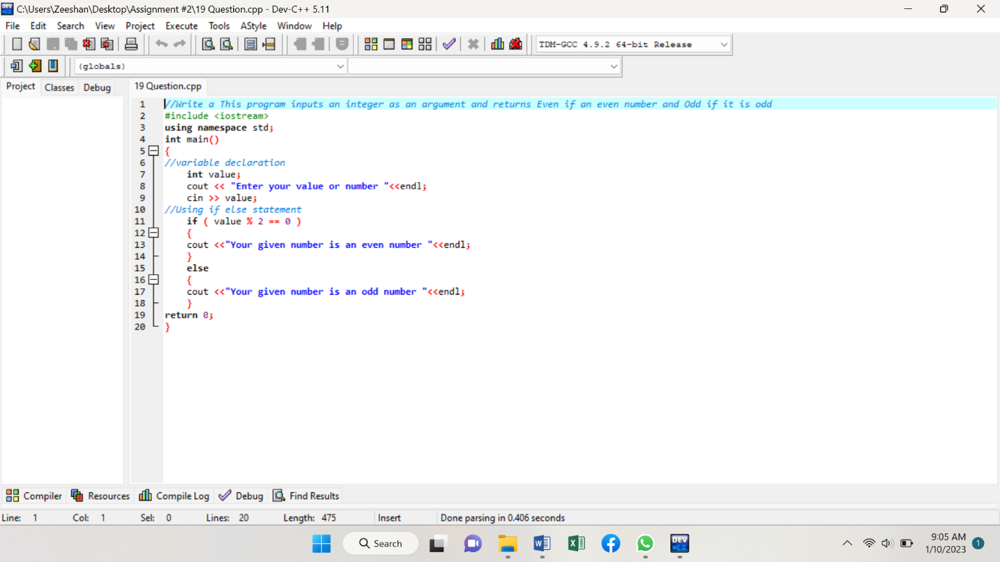 C:\Users\Zeeshan\Desktop\Assignment #2\19 Question.cpp - Dev-C++ 5.11
File Edit Search View Project Execute Tools AStyle Window Help
TDM-GCC 4.9.2 64-bit Release
(globals)
Project Classes Debug 19 Question.cpp
1 //Write a This program inputs an integer as an argument and returns Even if an even number and Odd if it is odd
2 #include <iostream>
3 using namespace std;
4 int main()
5 {
6 //variable declaration
7 int value;
8 cout << "Enter your value or number "<<endl;
9 cin >> value;
10 //Using if else statement
11 if ( value % 2 == 0 )
12 {
13 cout <<"Your given number is an even number "<<endl;
14 }
15 else
16 {
17 cout <<"Your given number is an odd number "<<endl;
18 }
19 return 0;
20 }
Compiler Resources Compile Log Debug Find Results
Line: 1 Col: 1 Sel: 0 Lines: 20 Length: 475 Insert Done parsing in 0.406 seconds
Search DEV C++ 9:05 AM 1
1/10/2023